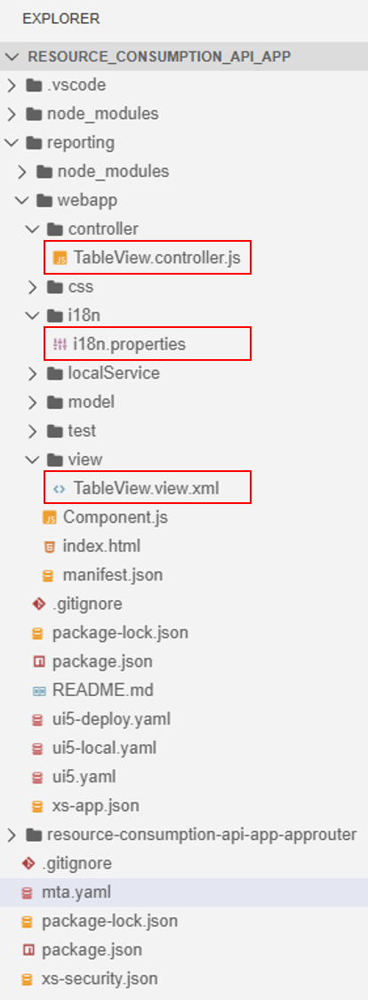 EXPLORER
RESOURCE_CONSUMPTION_API_APP
.vscode
node_modules
reporting
node_modules
webapp
controller
JS TableView.controller.js
css
i18n
i18n.properties
localService
model
test
view
TableView.view.xml
JS Component.js
index.html
manifest.json
.gitignore
package-lock.json
package.json
README.md
ui5-deploy.yaml
ui5-local.yaml
ui5.yaml
xs-app.json
resource-consumption-api-app-approuter
.gitignore
mta.yaml
package-lock.json
package.json
xs-security.json